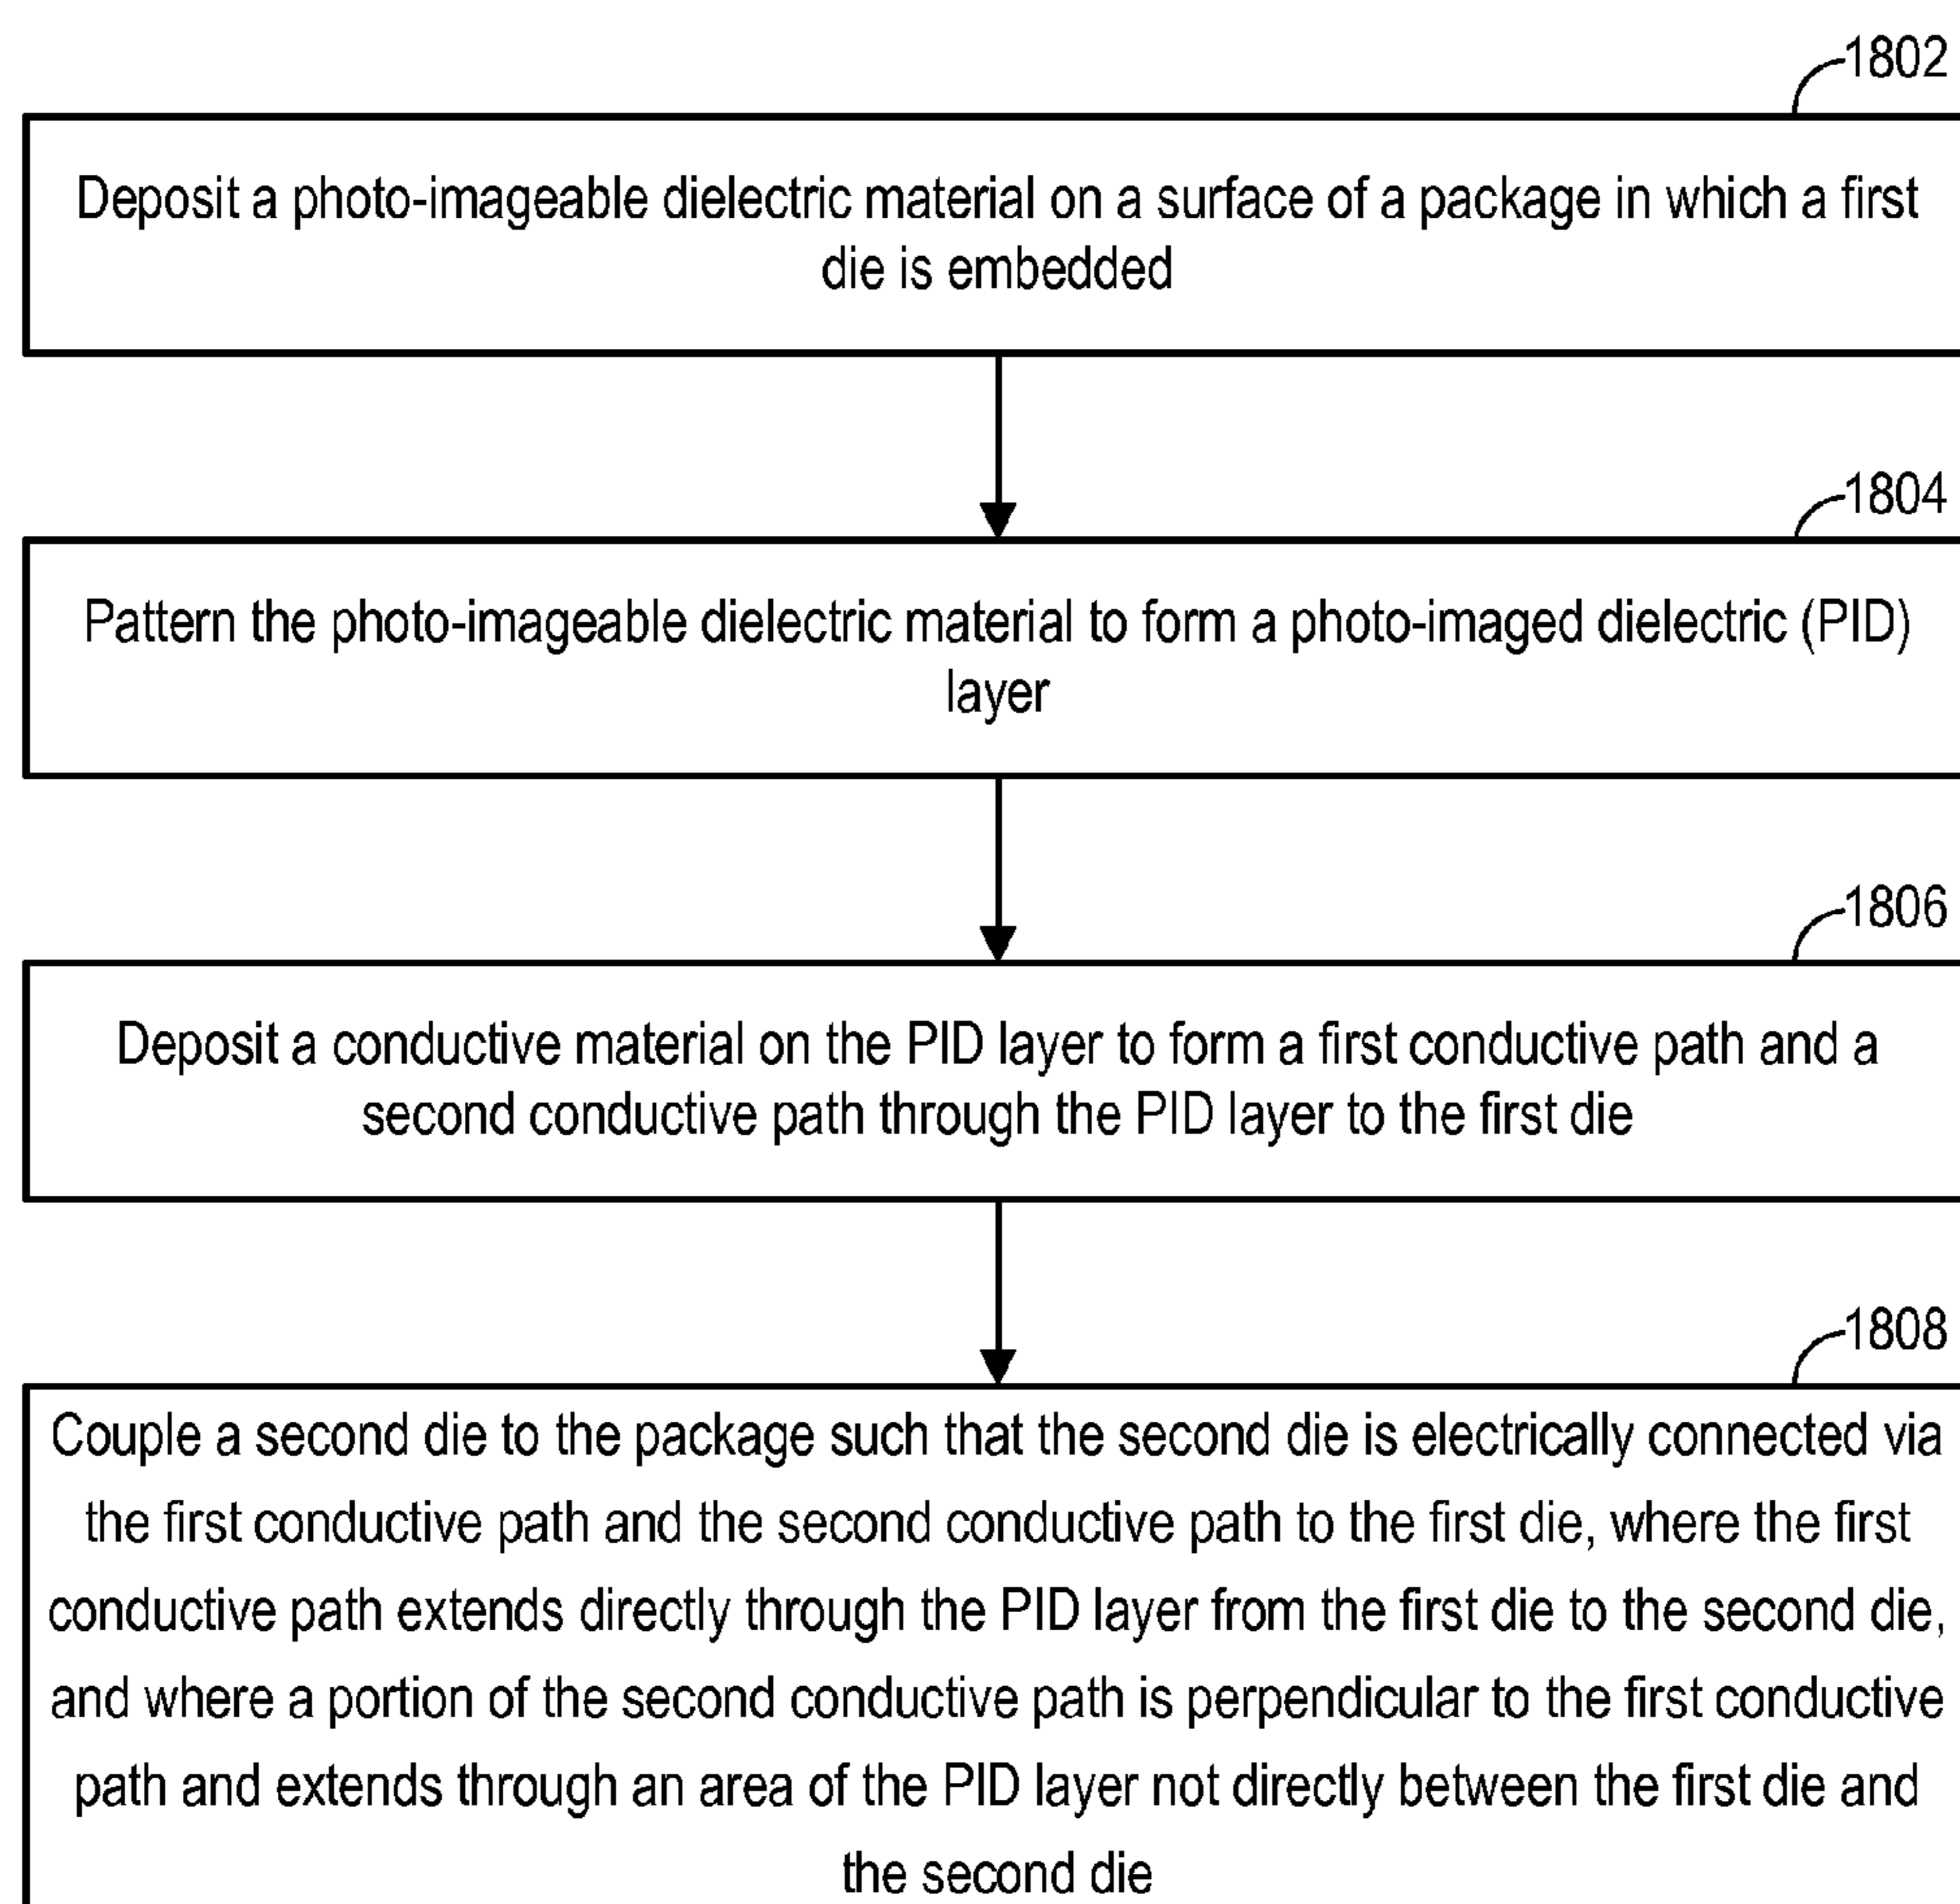 1802
Deposit a photo-imageable dielectric material on a surface of a package in which a first
die is embedded
1804
Pattern the photo-imageable dielectric material to form a photo-imaged dielectric (PID)
layer
1806
Deposit a conductive material on the PID layer to form a first conductive path and a
second conductive path through the PID layer to the first die
1808
Couple a second die to the package such that the second die is electrically connected via
the first conductive path and the second conductive path to the first die, where the first
conductive path extends directly through the PID layer from the first die to the second die,
and where a portion of the second conductive path is perpendicular to the first conductive
path and extends through an area of the PID layer not directly between the first die and
the second die